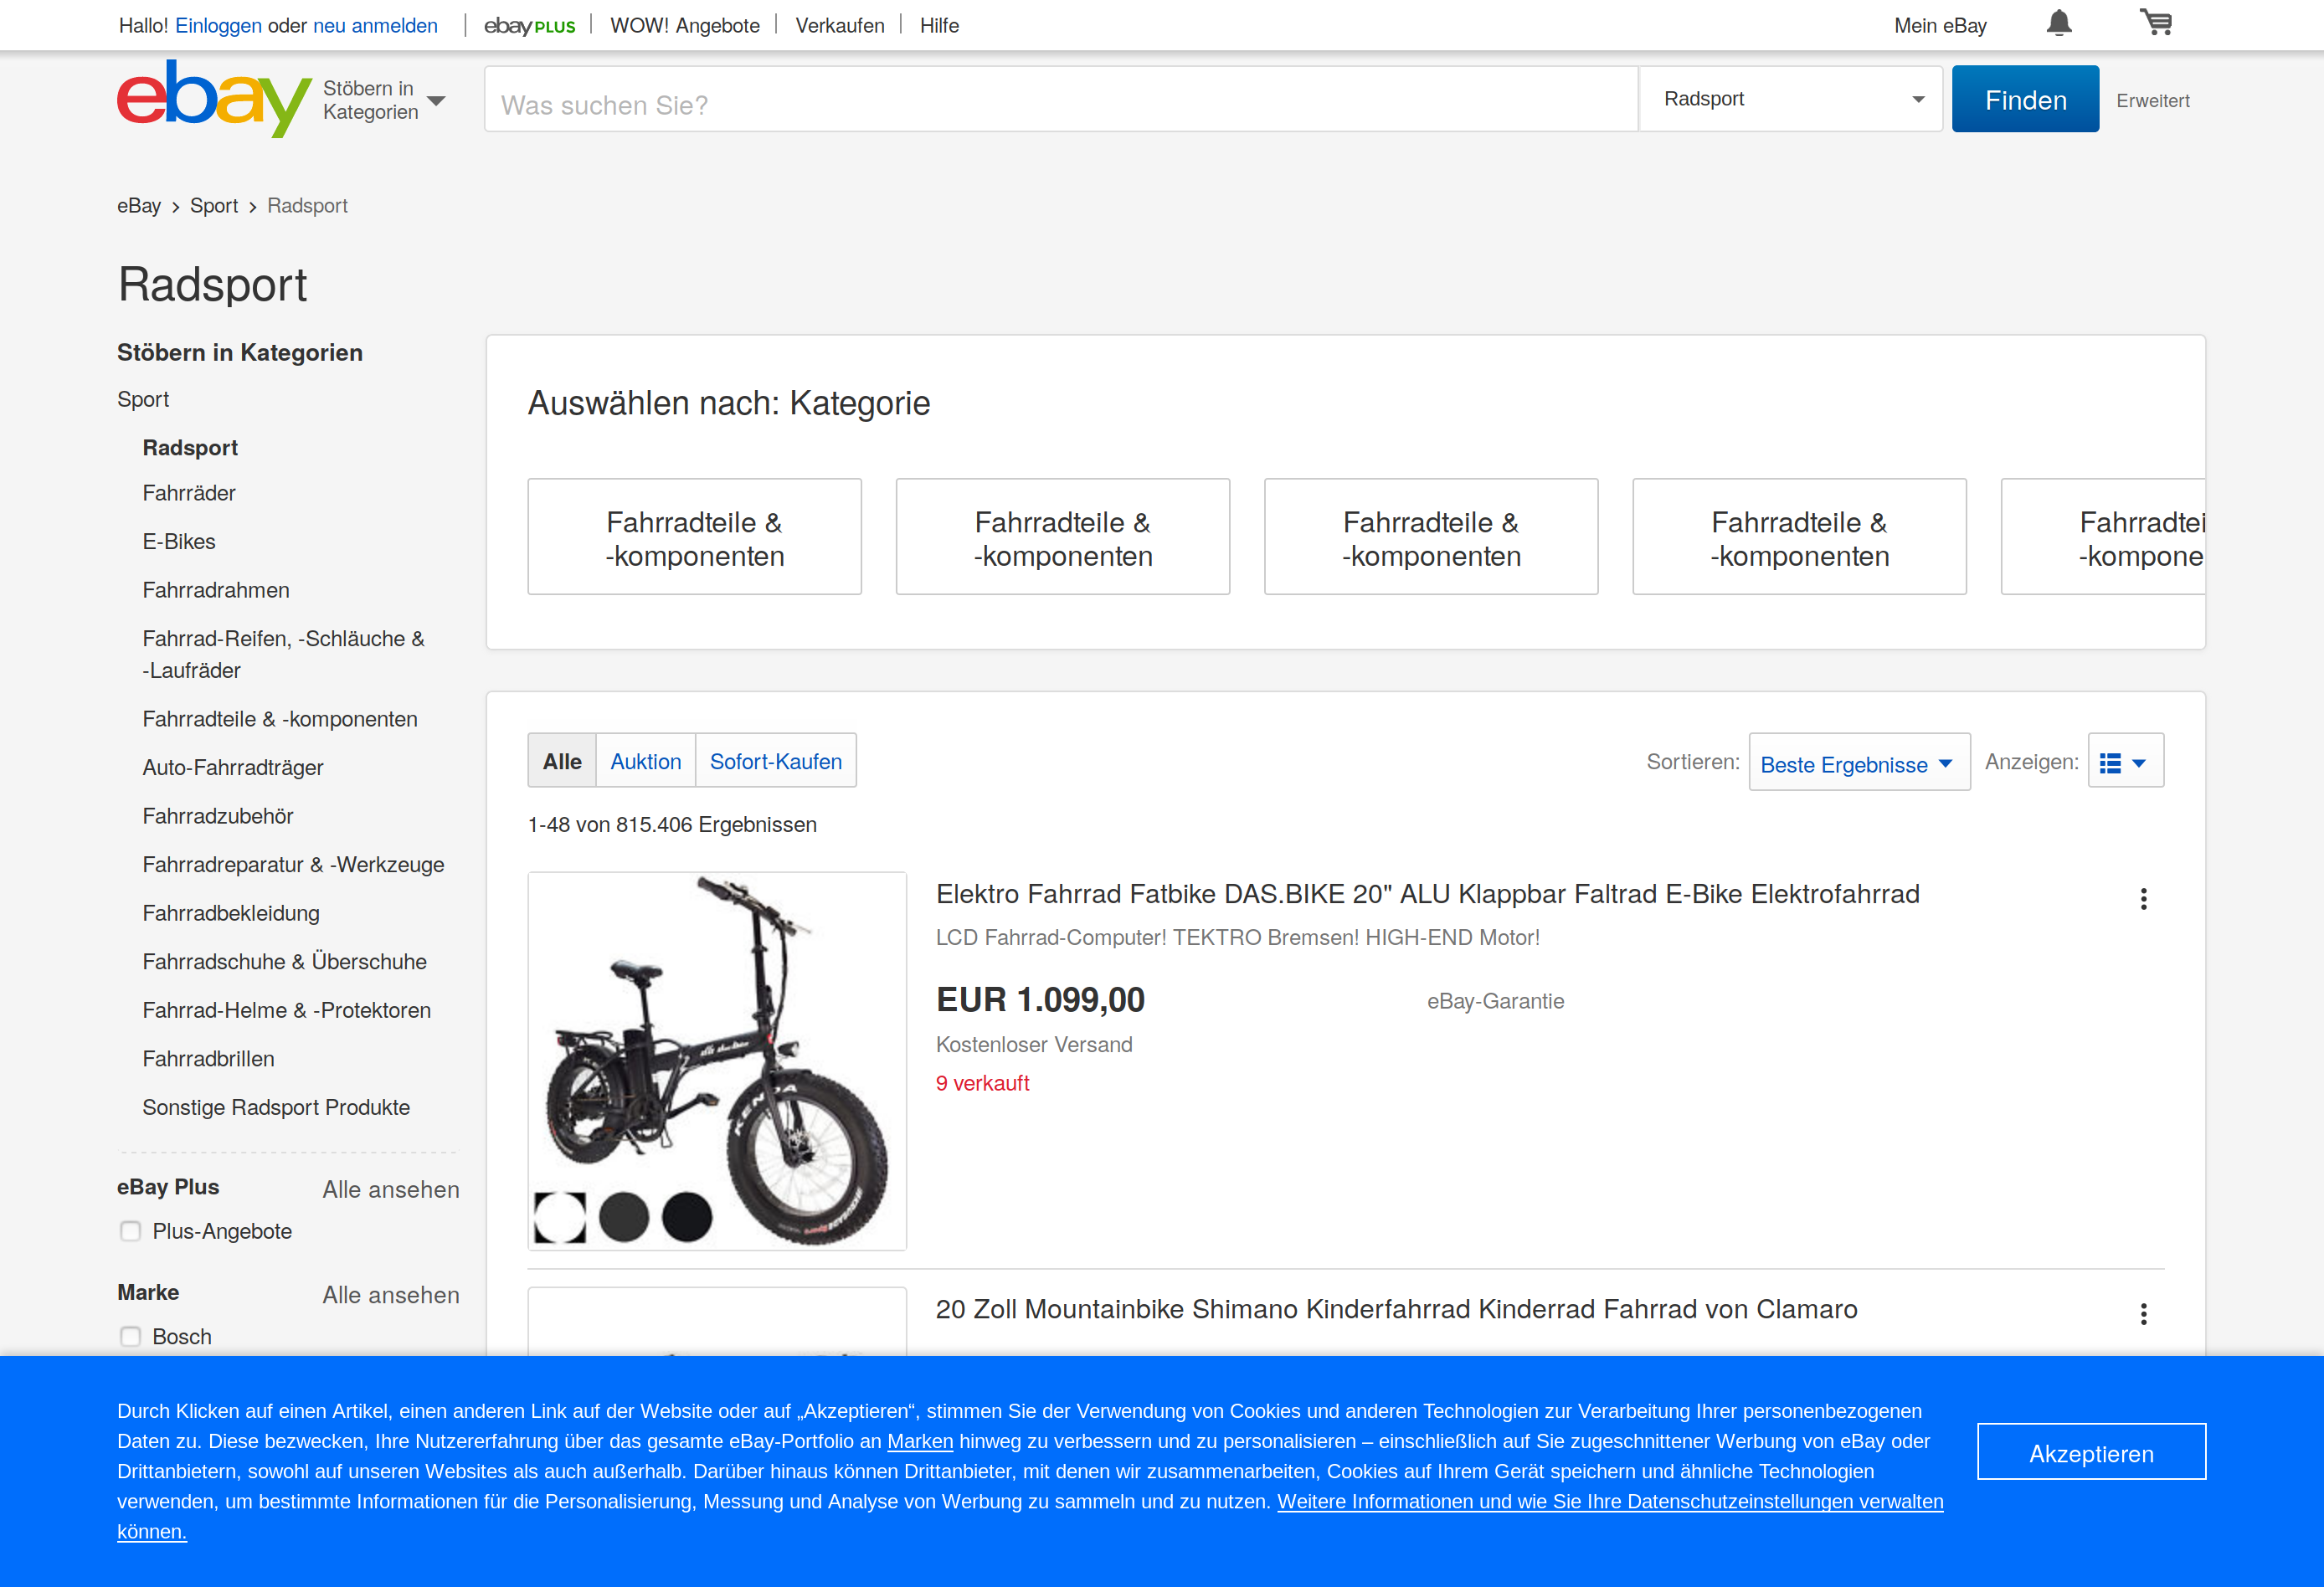 Hallo! Einloggen oder neu anmelden
ebay PLUS
WOW! Angebote
Verkaufen
Hilfe
Mein eBay
ebay
Stöbern in
Kategorien
Was suchen Sie?
Radsport
Finden
Erweitert
eBay > Sport > Radsport
Radsport
Stöbern in Kategorien
Sport
Radsport
Fahrräder
E-Bikes
Fahrradrahmen
Fahrrad-Reifen, -Schläuche &
-Laufräder
Fahrradteile & -komponenten
Auto-Fahrradträger
Fahrradzubehör
Fahrradreparatur & -Werkzeuge
Fahrradbekleidung
Fahrradschuhe & Überschuhe
Fahrrad-Helme & -Protektoren
Fahrradbrillen
Sonstige Radsport Produkte
eBay Plus
Alle ansehen
Plus-Angebote
Marke
Alle ansehen
Bosch
Auswählen nach: Kategorie
Fahrradteile &
-komponenten
Fahrradteile &
-komponenten
Fahrradteile &
-komponenten
Fahrradteile &
-komponenten
Fahrradtei
-kompone
Alle
Auktion
Sofort-Kaufen
Sortieren:
Beste Ergebnisse
Anzeigen:
1-48 von 815.406 Ergebnissen
KENDA
Elektro Fahrrad Fatbike DAS.BIKE 20" ALU Klappbar Faltrad E-Bike Elektrofahrrad
LCD Fahrrad-Computer! TEKTRO Bremsen! HIGH-END Motor!
EUR 1.099,00
eBay-Garantie
Kostenloser Versand
9 verkauft
20 Zoll Mountainbike Shimano Kinderfahrrad Kinderrad Fahrrad von Clamaro
Durch Klicken auf einen Artikel, einen anderen Link auf der Website oder auf „Akzeptieren“, stimmen Sie der Verwendung von Cookies und anderen Technologien zur Verarbeitung Ihrer personenbezogenen
Daten zu. Diese bezwecken, Ihre Nutzererfahrung über das gesamte eBay-Portfolio an Marken hinweg zu verbessern und zu personalisieren – einschließlich auf Sie zugeschnittener Werbung von eBay oder
Drittanbietern, sowohl auf unseren Websites als auch außerhalb. Darüber hinaus können Drittanbieter, mit denen wir zusammenarbeiten, Cookies auf Ihrem Gerät speichern und ähnliche Technologien
verwenden, um bestimmte Informationen für die Personalisierung, Messung und Analyse von Werbung zu sammeln und zu nutzen. Weitere Informationen und wie Sie Ihre Datenschutzeinstellungen verwalten
können.
Akzeptieren